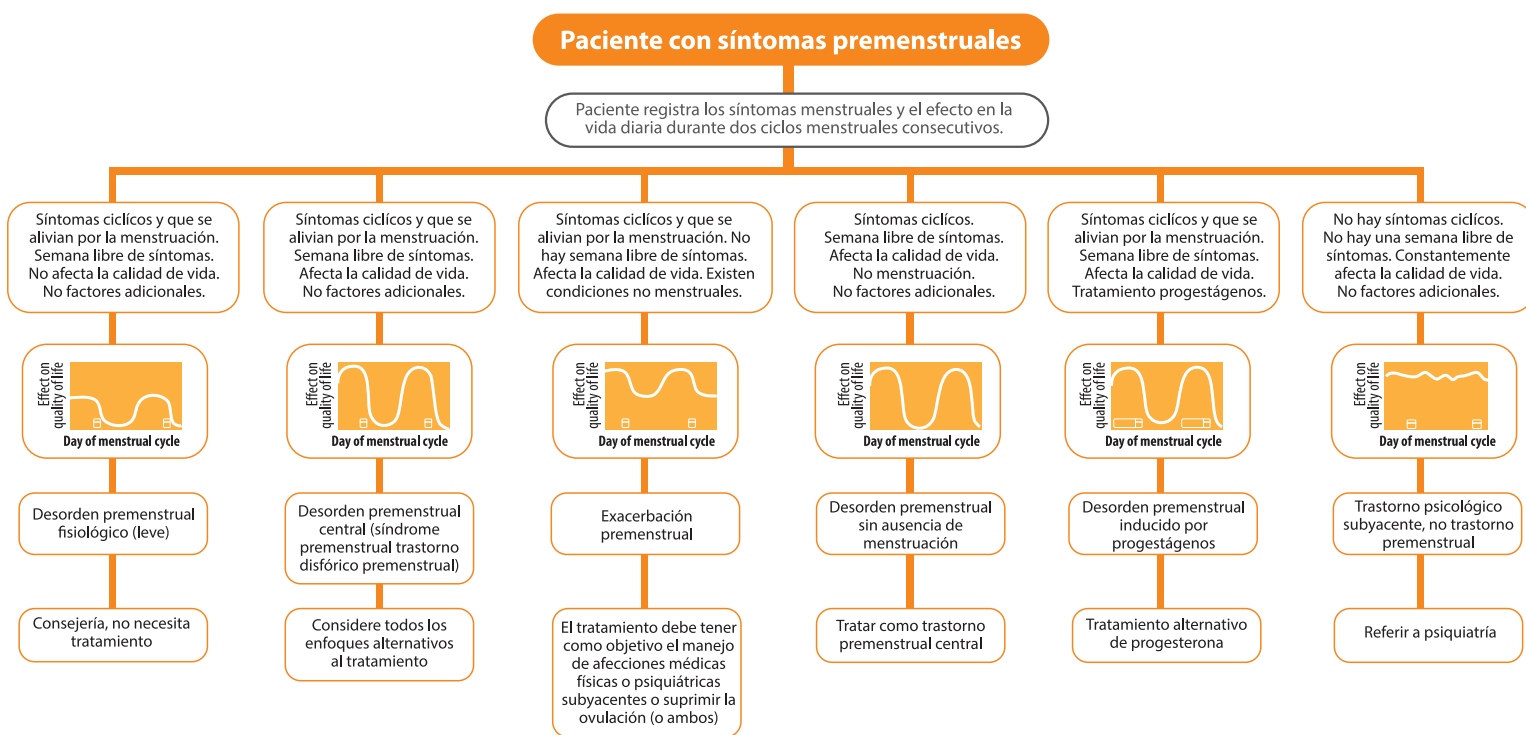 Paciente con síntomas premenstruales
Paciente registra los síntomas menstruales y el efecto en la
vida diaria durante dos ciclos menstruales consecutivos.
Síntomas ciclícos y que se
alivian por la menstruación.
Semana libre de síntomas.
No afecta la calidad de vida.
No factores adicionales.
Síntomas ciclícos y que se
alivian por la menstruación.
Semana libre de síntomas.
Afecta la calidad de vida.
No factores adicionales.
Síntomas ciclícos y que se
alivian por la menstruación. No
hay semana libre de síntomas.
Afecta la calidad de vida. Existen
condiciones no menstruales.
Síntomas ciclícos.
Semana libre de síntomas.
Afecta la calidad de vida.
No menstruación.
No factores adicionales.
Síntomas ciclícos y que se
alivian por la menstruación.
Semana libre de síntomas.
Afecta la calidad de vida.
Tratamiento progestágenos.
No hay síntomas ciclícos.
No hay una semana libre de
síntomas. Constantemente
afecta la calidad de vida.
No factores adicionales.
Effect on
quality of life
Day of menstrual cycle
Effect on
quality of life
Day of menstrual cycle
Effect on
quality of life
Day of menstrual cycle
Effect on
quality of life
Day of menstrual cycle
Effect on
quality of life
Day of menstrual cycle
Effect on
quality of life
Day of menstrual cycle
Desorden premenstrual
fisiológico (leve)
Desorden premenstrual
central (síndrome
premenstrual trastorno
disfórico premenstrual)
Exacerbación
premenstrual
Desorden premenstrual
sin ausencia de
menstruación
Desorden premenstrual
inducido por
progestágenos
Trastorno psicológico
subyacente, no trastorno
premenstrual
Consejería, no necesita
tratamiento
Considere todos los
enfoques alternativos
al tratamiento
El tratamiento debe tener
como objetivo el manejo
de afecciones médicas
físicas o psiquiátricas
subyacentes o suprimir la
ovulación (o ambos)
Tratar como trastorno
premenstrual central
Tratamiento alternativo
de progesterona
Referir a psiquiatría